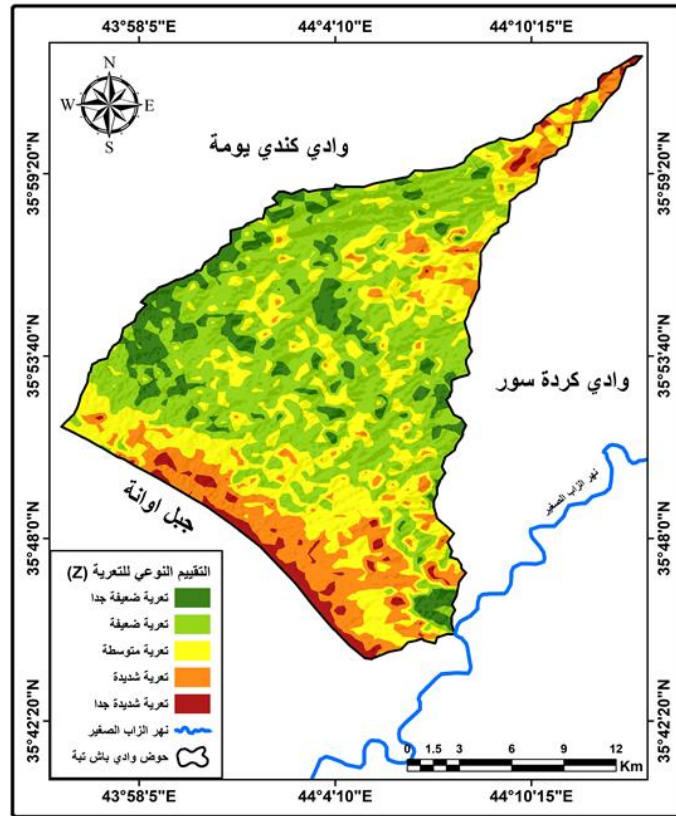 43°58'5"E 44°4'10"E 44°10'15"E
N
W E
S
وادي كندي يومة
35°59'20"N 35°59'20"N
35°53'40"N 35°53'40"N
وادي كردة سور
نهر الزاب الصغير
جبل اوانة
35°48'0"N 35°48'0"N
التقييم النوعي للتعرية (Z)
تعرية ضعيفة جدا
تعرية ضعيفة
تعرية متوسطة
تعرية شديدة
تعرية شديدة جدا
نهر الزاب الصغير
حوض وادي باش تبة
35°42'20"N 35°42'20"N
0 1.5 3 6 9 12
Km
43°58'5"E 44°4'10"E 44°10'15"E